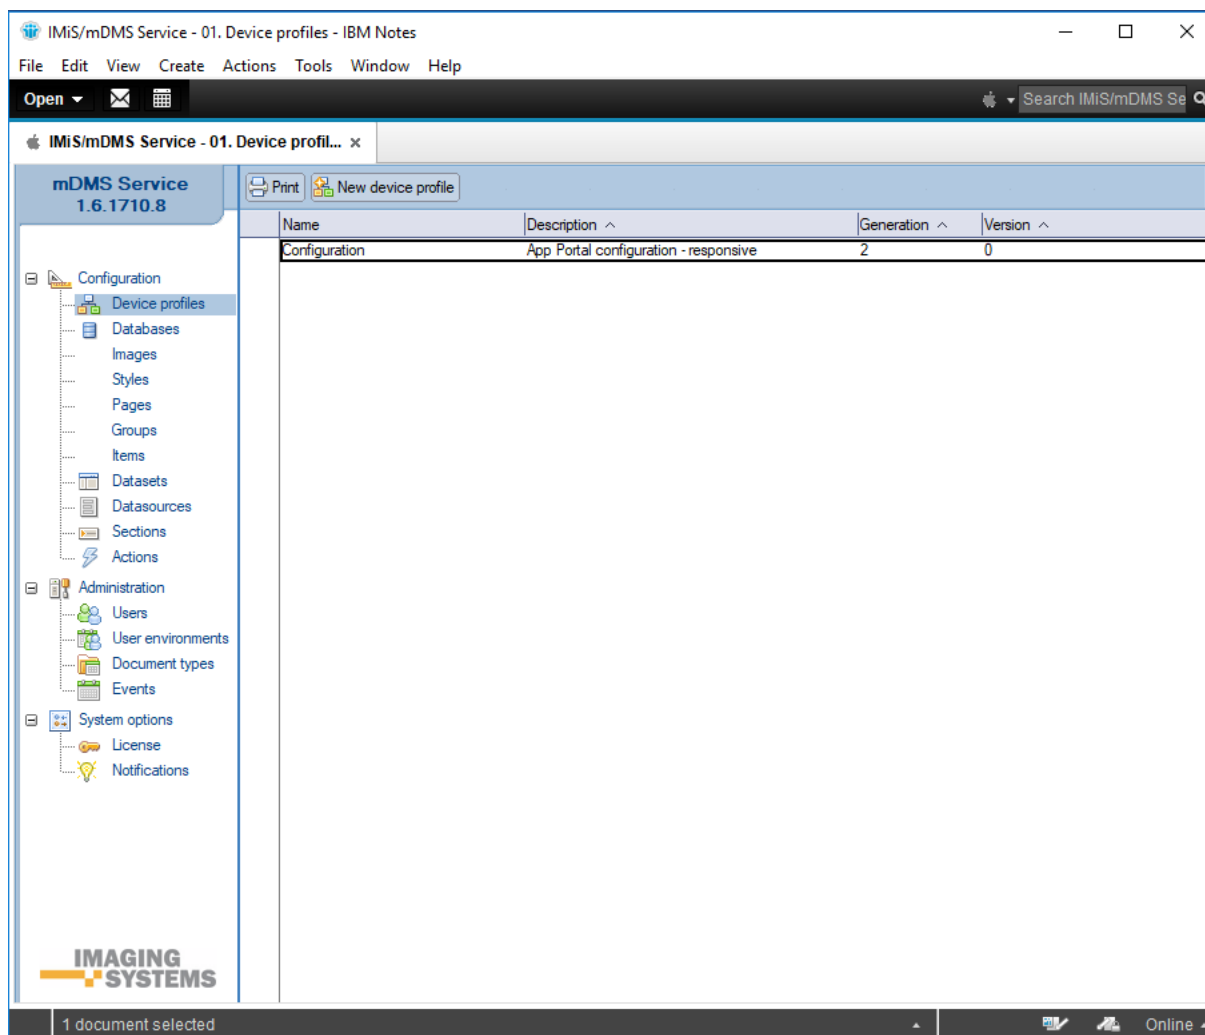 IMiS/mDMS Service - 01. Device profiles - IBM Notes
File Edit View Create Actions Tools Window Help
Open
Search IMiS/mDMS Se
IMiS/mDMS Service - 01. Device profil...
mDMS Service
1.6.1710.8
Print New device profile
Name Description Generation Version
Configuration App Portal configuration - responsive 2 0
Configuration
Device profiles
Databases
Images
Styles
Pages
Groups
Items
Datasets
Datasources
Sections
Actions
Administration
Users
User environments
Document types
Events
System options
License
Notifications
IMAGING
SYSTEMS
1 document selected
Online